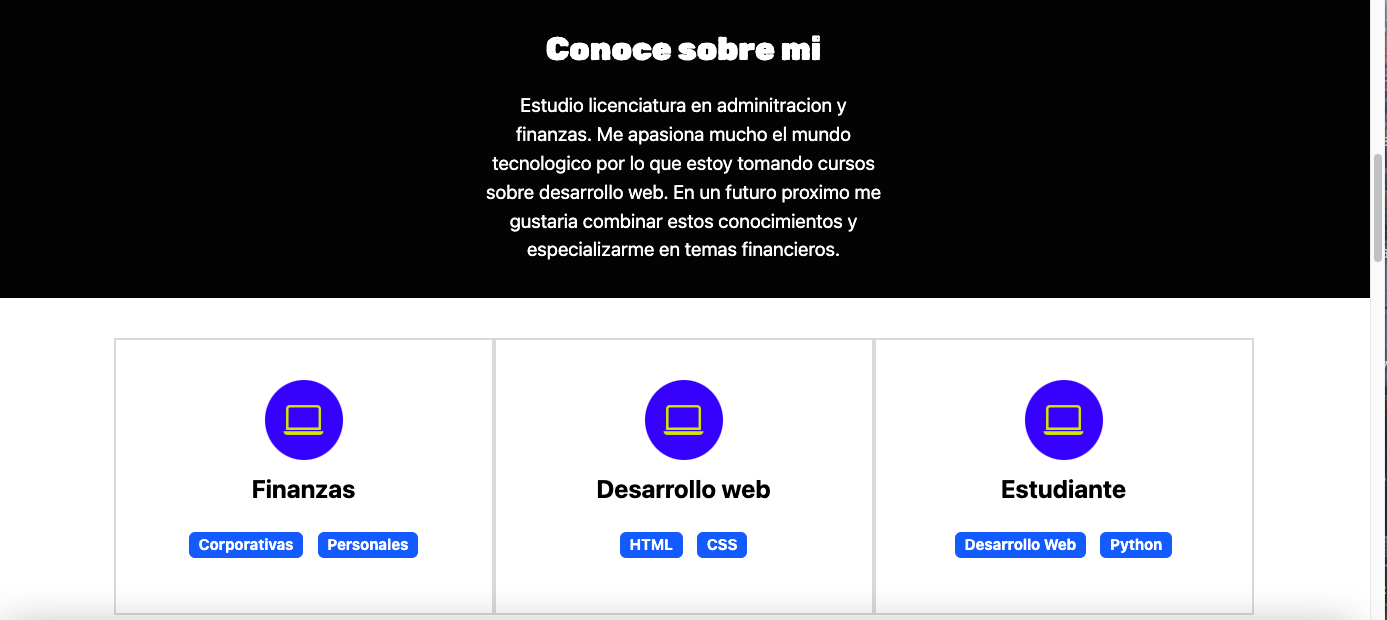 Conoce sobre mi
Estudio licenciatura en adminitracion y
finanzas. Me apasiona mucho el mundo
tecnologico por lo que estoy tomando cursos
sobre desarrollo web. En un futuro proximo me
gustaria combinar estos conocimientos y
especializarme en temas financieros.
Finanzas
Corporativas Personales
Desarrollo web
HTML CSS
Estudiante
Desarrollo Web Python